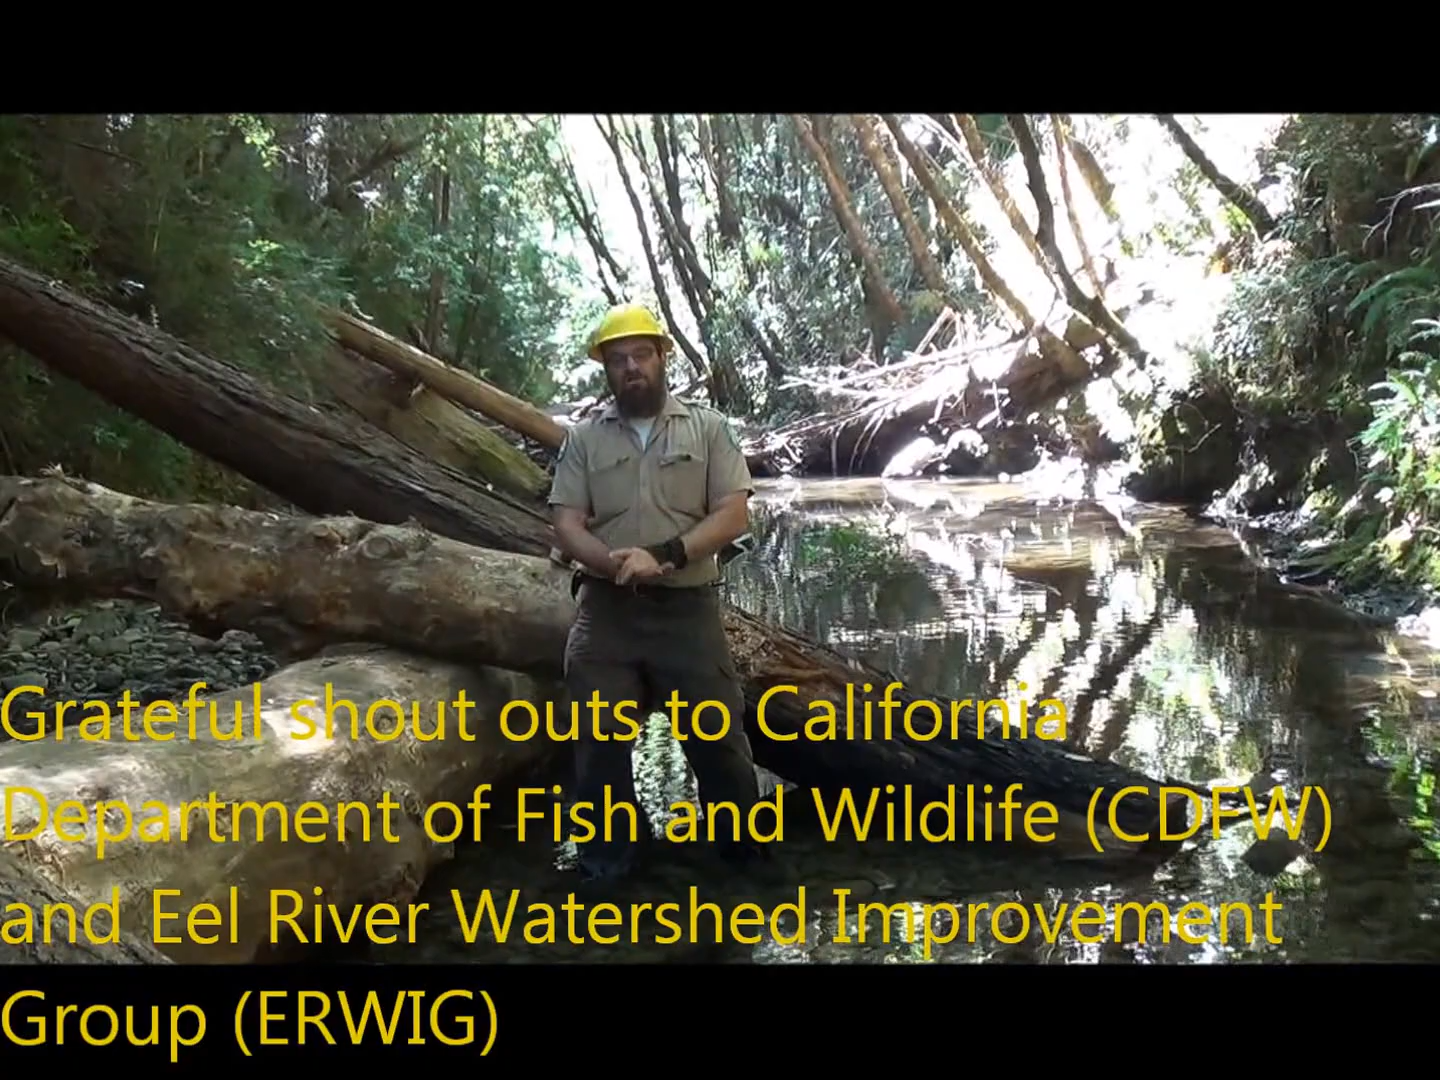 Grateful shout outs to California
Department of Fish and Wildlife (CDFW)
and Eel River Watershed Improvement
Group (ERWIG)